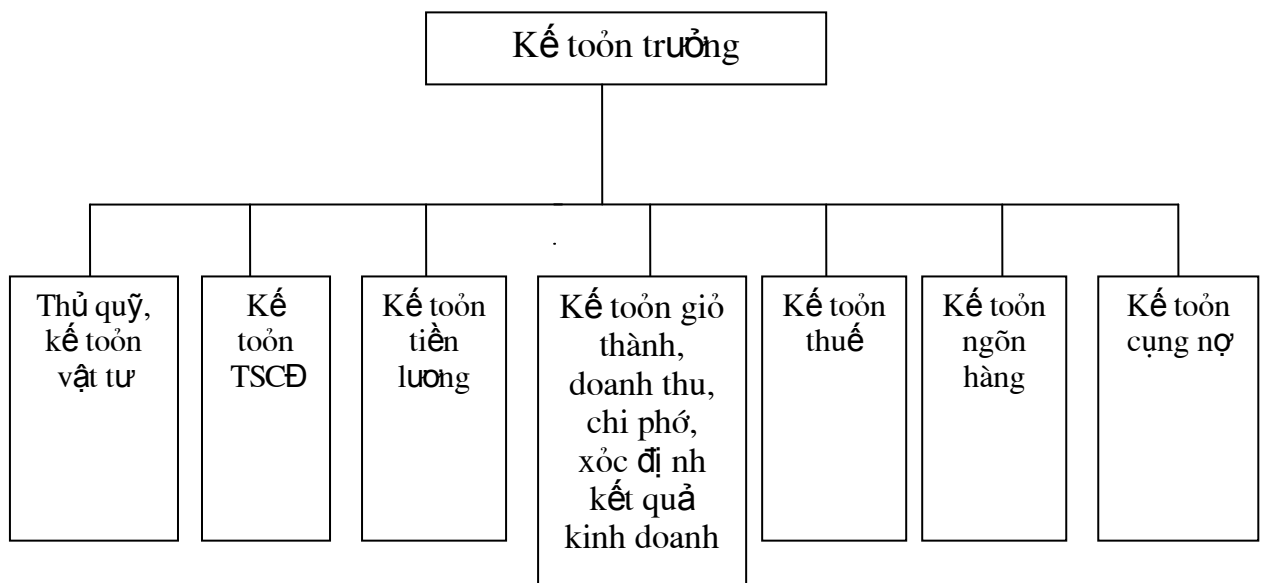 Kế toỏn trưởng
Thủ quỹ,
kế toỏn
vật tư
Kế
toỏn
TSCĐ
Kế toỏn
tiền
lương
Kế toỏn giỏ
thành,
doanh thu,
chi phớ,
xỏc đị nh
kết quả
kinh doanh
Kế toỏn
thuế
Kế toỏn
ngõn
hàng
Kế toỏn
cụng nợ